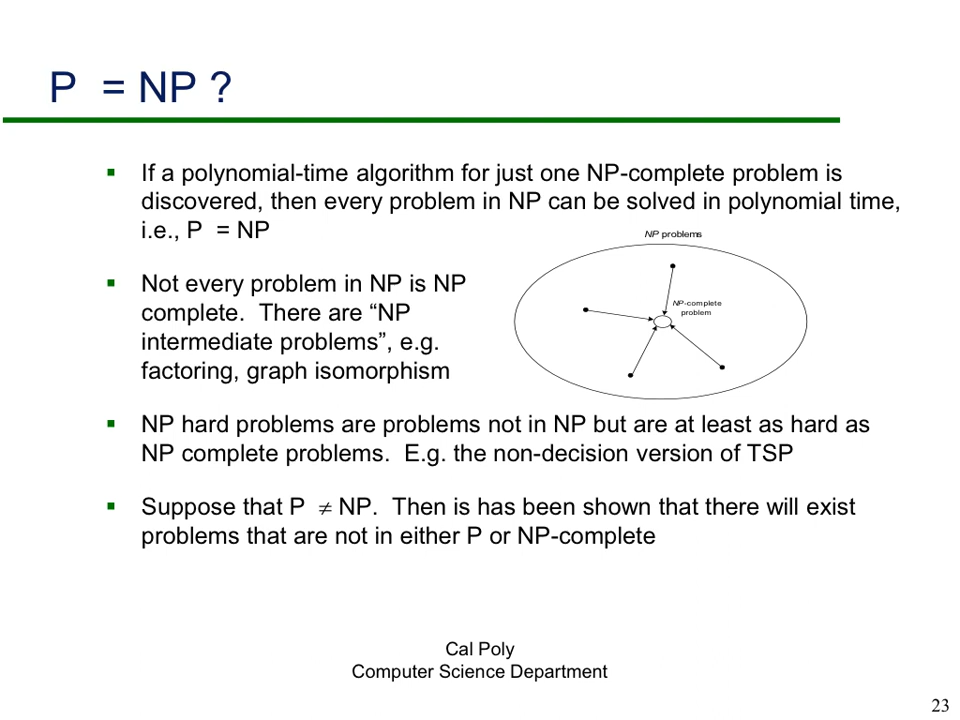 P = NP ?
▪ If a polynomial-time algorithm for just one NP-complete problem is
discovered, then every problem in NP can be solved in polynomial time,
i.e., P = NP
NP problems
NP-complete
problem
▪ Not every problem in NP is NP
complete. There are “NP
intermediate problems”, e.g.
factoring, graph isomorphism
▪ NP hard problems are problems not in NP but are at least as hard as
NP complete problems. E.g. the non-decision version of TSP
▪ Suppose that P ≠ NP. Then is has been shown that there will exist
problems that are not in either P or NP-complete
Cal Poly
Computer Science Department
23